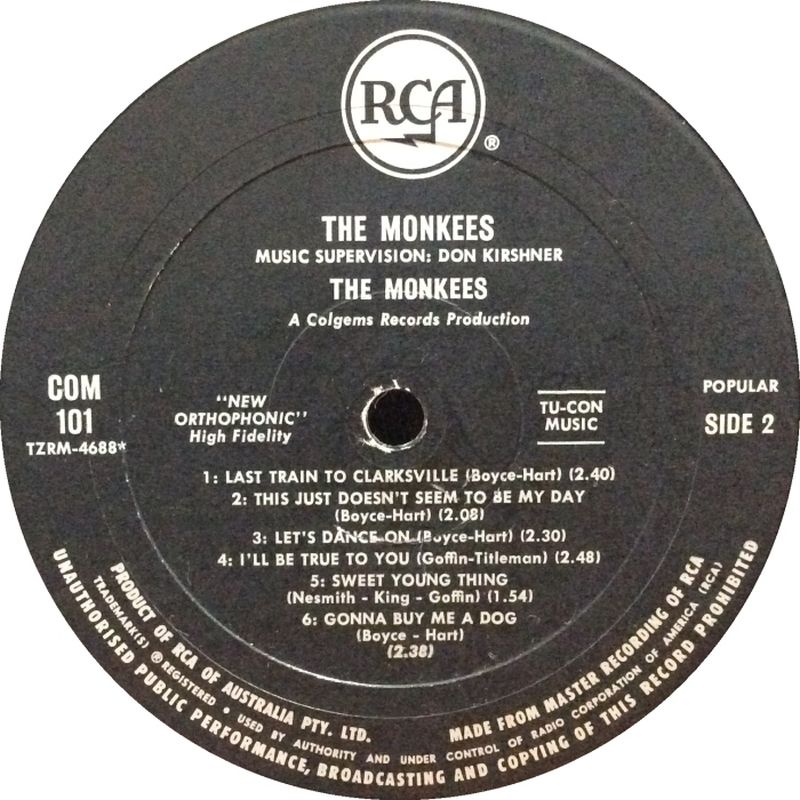 RCA
®
THE MONKEES
MUSIC SUPERVISION: DON KIRSHNER
THE MONKEES
A Colgems Records Production
COM
101
TZRM-4688*
"NEW
ORTHOPHONIC"
High Fidelity
TU-CON
MUSIC
POPULAR
SIDE 2
1: LAST TRAIN TO CLARKSVILLE (Boyce-Hart) (2.40)
2: THIS JUST DOESN'T SEEM TO BE MY DAY
(Boyce-Hart) (2.08)
3: LET'S DANCE ON (Boyce-Hart) (2.30)
4: I'LL BE TRUE TO YOU (Goffin-Titleman) (2.48)
5: SWEET YOUNG THING
(Nesmith - King - Goffin) (1.54)
6: GONNA BUY ME A DOG
(Boyce - Hart)
(2.38)
PRODUCT OF RCA OF AUSTRALIA PTY. LTD.
MADE FROM MASTER RECORDING OF RCA
TRADEMARK(S) ® REGISTERED • USED BY AUTHORITY AND UNDER CONTROL OF RADIO CORPORATION OF AMERICA (RCA)
UNAUTHORISED PUBLIC PERFORMANCE, BROADCASTING AND COPYING OF THIS RECORD PROHIBITED